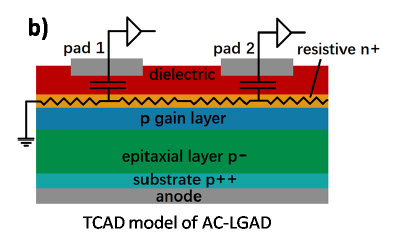 b)
pad 1
pad 2
resistive n+
dielectric
p gain layer
epitaxial layer p-
substrate p++
anode
TCAD model of AC-LGAD